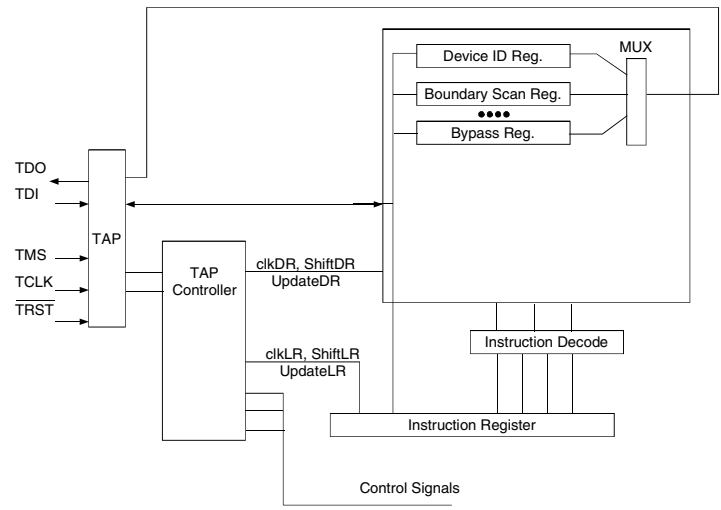 MUX
Device ID Reg.
Boundary Scan Reg.
Bypass Reg.
TDO
TDI
TAP
TMS
TCLK
TRST
TAP
Controller
clkDR, ShiftDR
UpdateDR
Instruction Decode
clkLR, ShiftLR
UpdateLR
Instruction Register
Control Signals